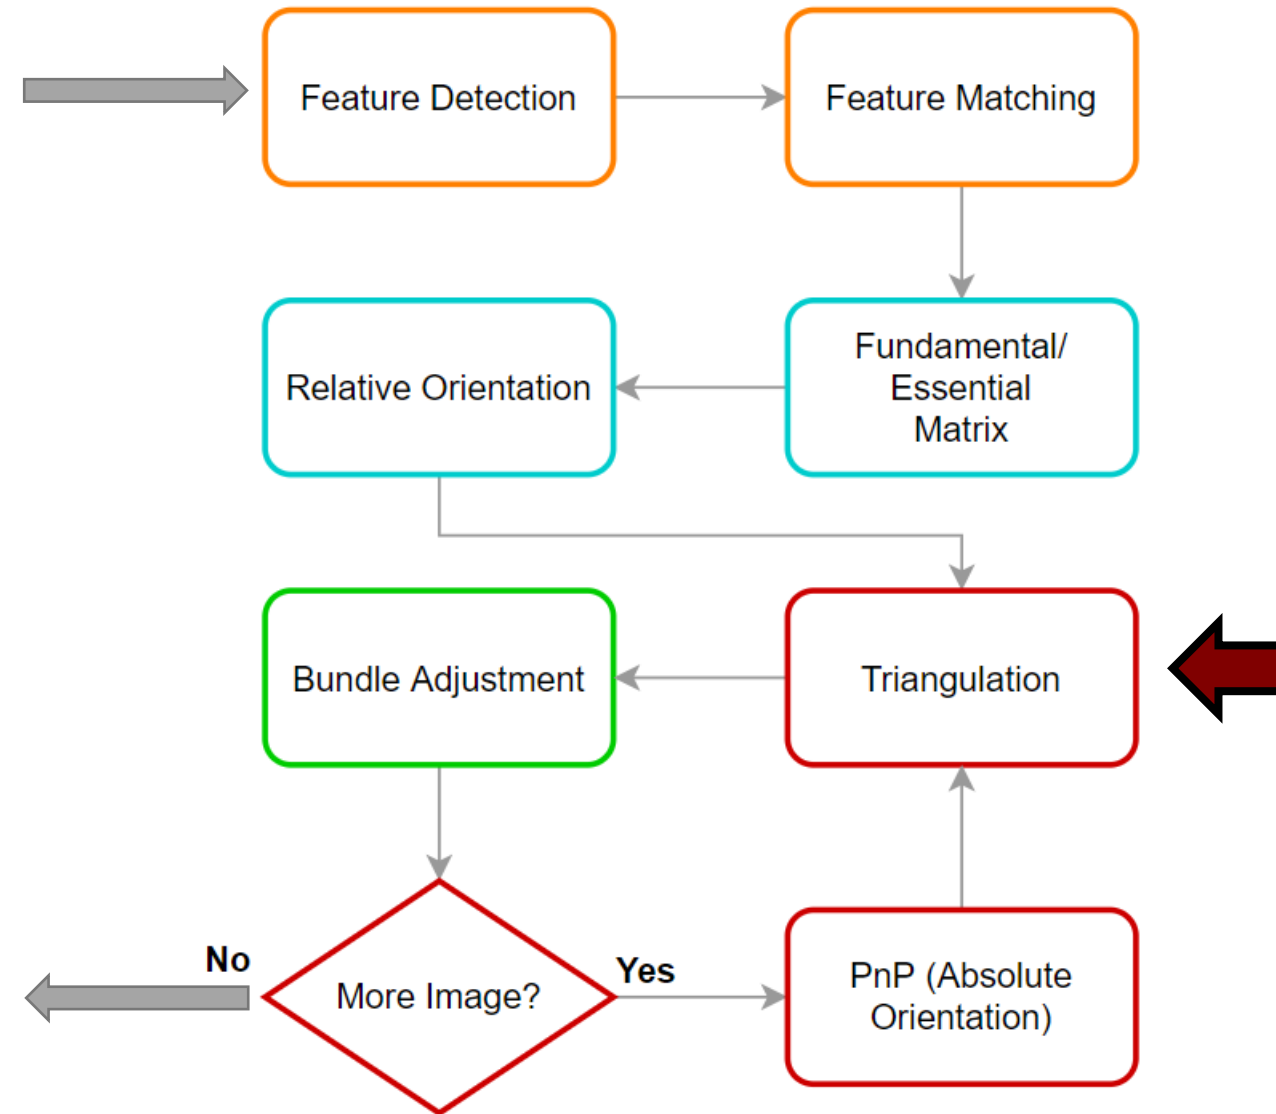 Feature Detection
Feature Matching
Relative Orientation
Fundamental/
Essential
Matrix
Bundle Adjustment
Triangulation
No
More Image?
Yes
PnP (Absolute
Orientation)